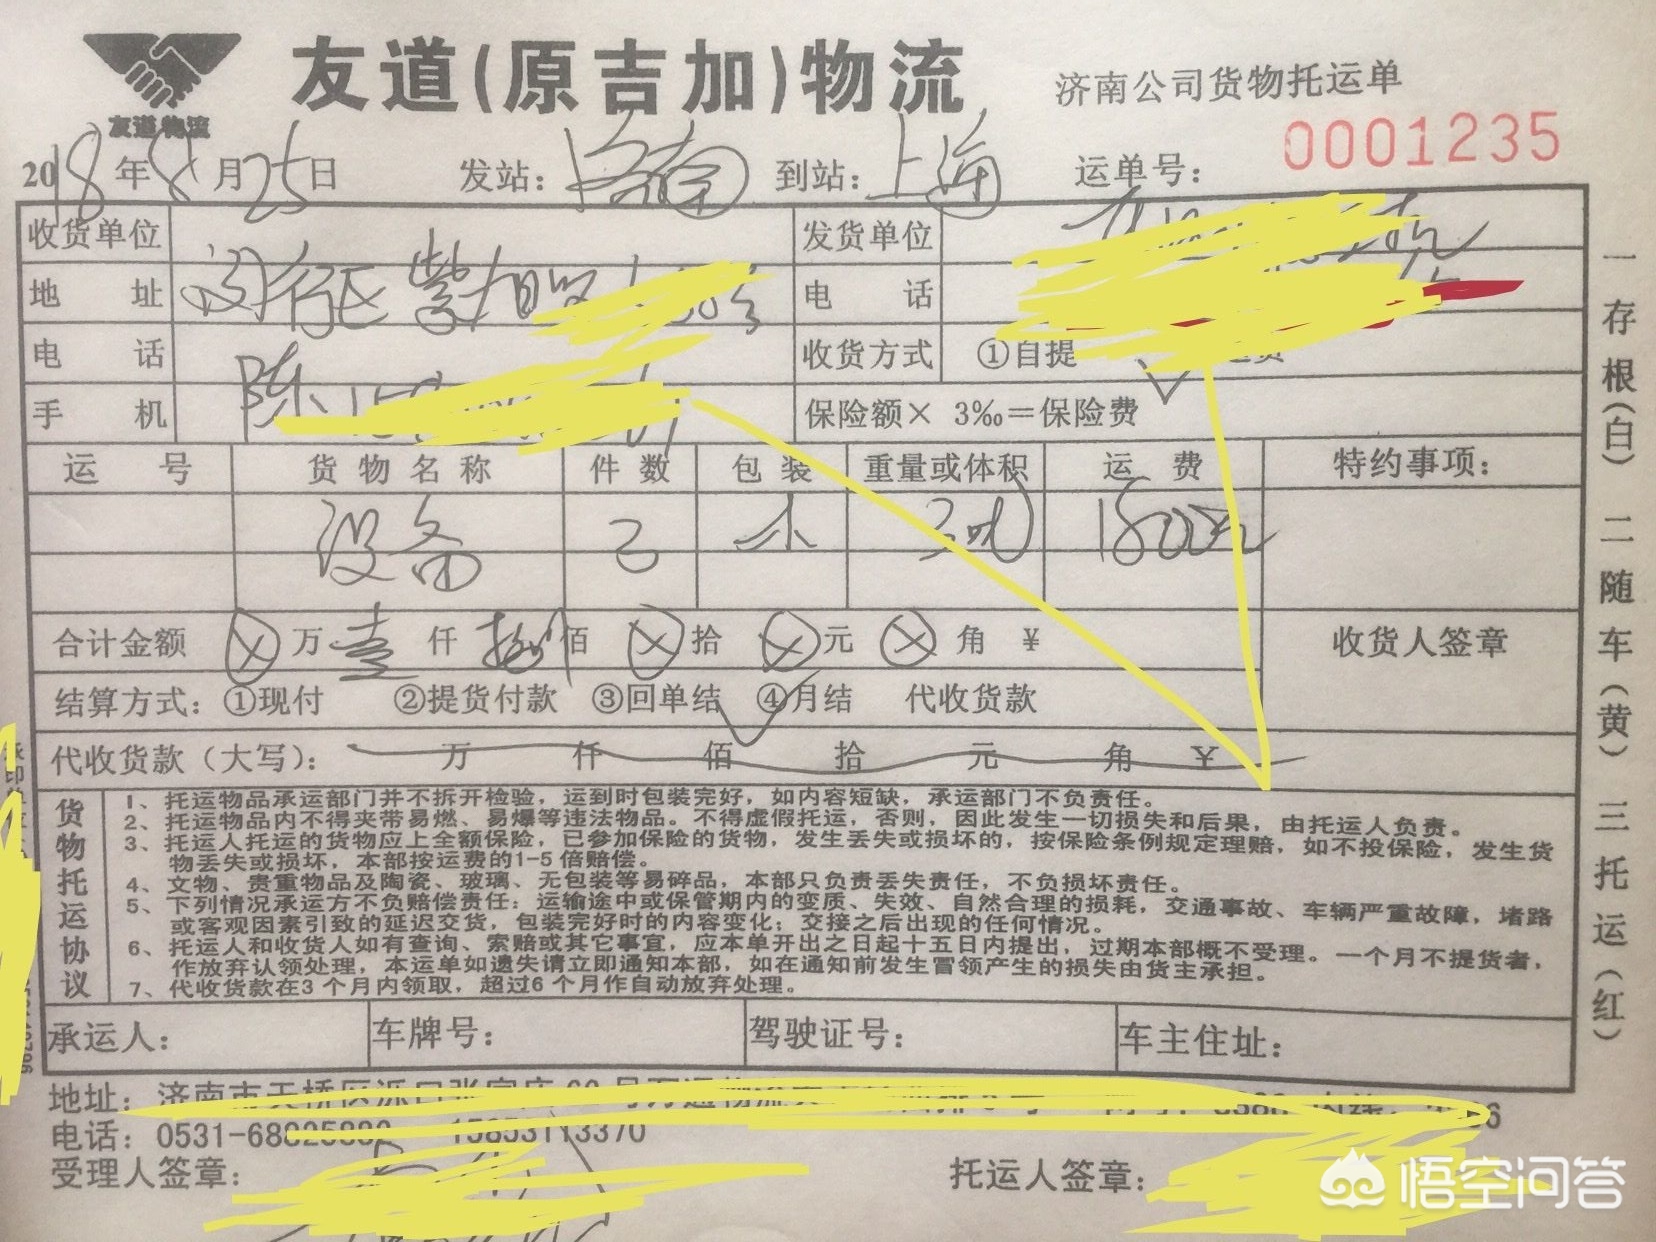 友道(原吉加)物流
济南公司货物托运单
友道物流
0001235
2018年8月25日 发站：济南 到站：上海 运单号：
收货单位 发货单位
地 址 闵行区紫旭路 电 话
电 话 收货方式 ①自提
手 机 陈 保险额× 3‰＝保险费
运 号 货物名称 件数 包装 重量或体积 运 费 特约事项：
设备 2 木 3吨 1800元
合计金额 ⊗万壹仟捌佰⊗拾⊗元⊗角 ¥ 收货人签章
结算方式：①现付 ②提货付款 ③回单结 ④月结 代收货款
代收货款（大写）： 万 仟 佰 拾 元 角 ¥
货物托运协议
1、托运物品承运部门并不拆开检验，运到时包装完好，如内容短缺，承运部门不负责任。
2、托运物品内不得夹带易燃、易爆等违法物品。不得虚假托运，否则，因此发生一切损失和后果，由托运人负责。
3、托运人托运的货物应上全额保险，已参加保险的货物，发生丢失或损坏的，按保险条例规定理赔，如不投保险，发生货
物丢失或损坏，本部按运费的1-5倍赔偿。
4、文物、贵重物品及陶瓷、玻璃、无包装等易碎品，本部只负责丢失责任，不负损坏责任。
5、下列情况承运方不负赔偿责任：运输途中或保管期内的变质、失效、自然合理的损耗，交通事故、车辆严重故障，堵路
或客观因素引致的延迟交货，包装完好时的内容变化；交接之后出现的任何情况。
6、托运人和收货人如有查询、索赔或其它事宜，应本单开出之日起十五日内提出，过期本部概不受理。一个月不提货者，
作放弃认领处理，本运单如遗失请立即通知本部，如在通知前发生冒领产生的损失由货主承担。
7、代收货款在3个月内领取，超过6个月作自动放弃处理。
承运人： 车牌号： 驾驶证号： 车主住址：
地址：济南市天桥区泺口张家庄
电话：0531-68825880 15853113370
受理人签章： 托运人签章：
一存根(白) 二随车(黄) 三托运(红)
悟空问答